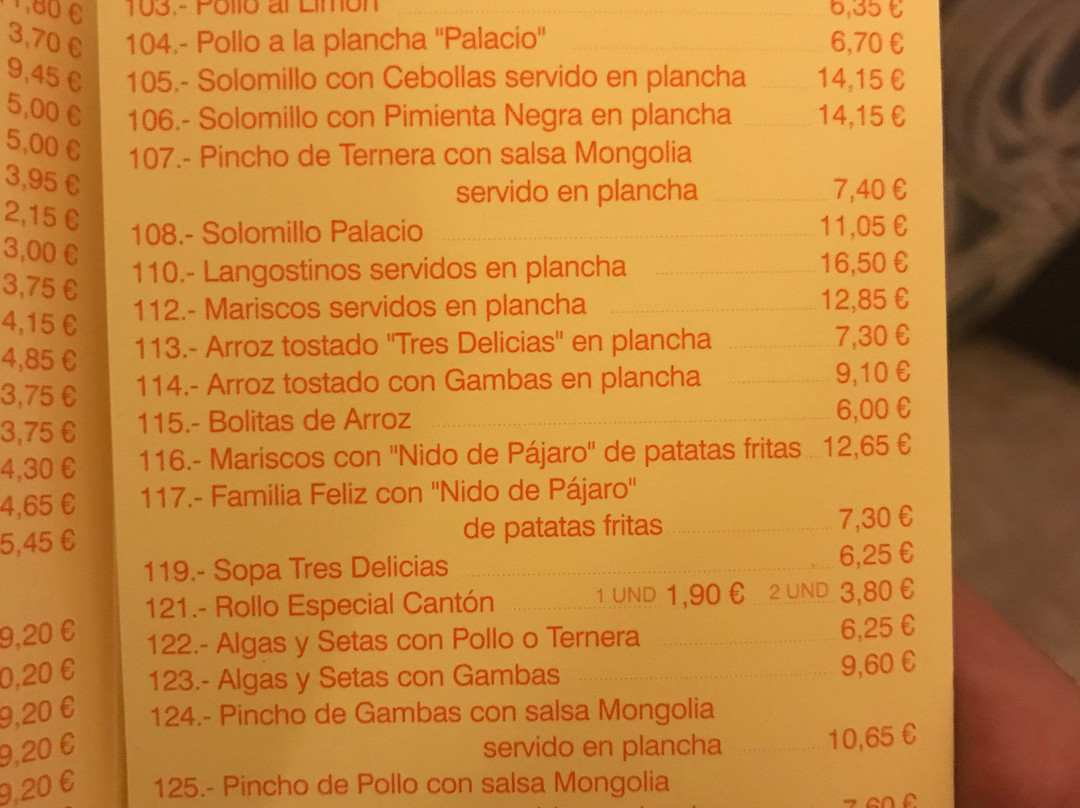 1,80 €
3,70 €
9,45 €
5,00 €
5,00 €
3,95 €
2,15 €
3,00 €
3,75 €
4,15 €
4,85 €
3,75 €
3,75 €
4,30 €
4,65 €
5,45 €
9,20 €
0,20 €
9,20 €
9,20 €
9,20 €
103.- Pollo al Limón 6,35 €
104.- Pollo a la plancha "Palacio" 6,70 €
105.- Solomillo con Cebollas servido en plancha 14,15 €
106.- Solomillo con Pimienta Negra en plancha 14,15 €
107.- Pincho de Ternera con salsa Mongolia
servido en plancha 7,40 €
108.- Solomillo Palacio 11,05 €
110.- Langostinos servidos en plancha 16,50 €
112.- Mariscos servidos en plancha 12,85 €
113.- Arroz tostado "Tres Delicias" en plancha 7,30 €
114.- Arroz tostado con Gambas en plancha 9,10 €
115.- Bolitas de Arroz 6,00 €
116.- Mariscos con "Nido de Pájaro" de patatas fritas 12,65 €
117.- Familia Feliz con "Nido de Pájaro"
de patatas fritas 7,30 €
119.- Sopa Tres Delicias 6,25 €
121.- Rollo Especial Cantón 1 UND 1,90 € 2 UND 3,80 €
122.- Algas y Setas con Pollo o Ternera 6,25 €
123.- Algas y Setas con Gambas 9,60 €
124.- Pincho de Gambas con salsa Mongolia
servido en plancha 10,65 €
125.- Pincho de Pollo con salsa Mongolia
7,60 €